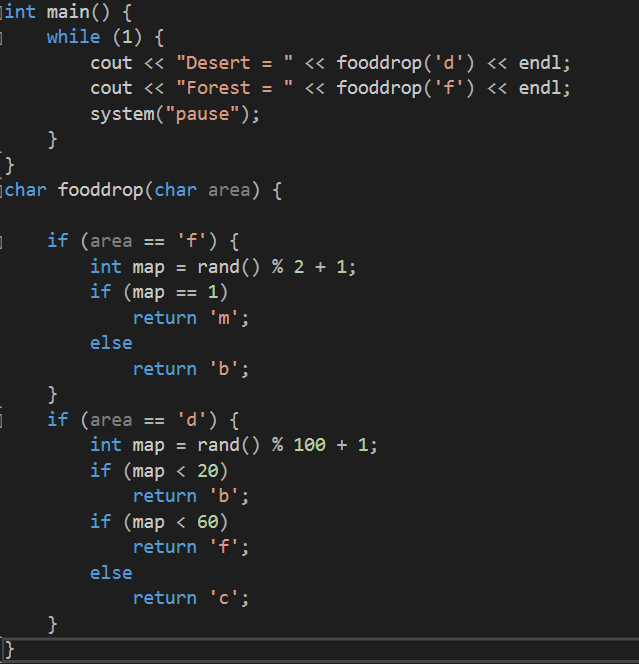 int main() {
    while (1) {
        cout << "Desert = " << fooddrop('d') << endl;
        cout << "Forest = " << fooddrop('f') << endl;
        system("pause");
    }
}
char fooddrop(char area) {

    if (area == 'f') {
        int map = rand() % 2 + 1;
        if (map == 1)
            return 'm';
        else
            return 'b';
    }
    if (area == 'd') {
        int map = rand() % 100 + 1;
        if (map < 20)
            return 'b';
        if (map < 60)
            return 'f';
        else
            return 'c';
    }
}